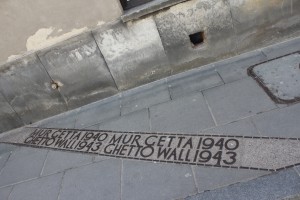 MUR GETTA 1940 MUR GETTA 1940
GHETTO WALL 1943 GHETTO WALL 1943